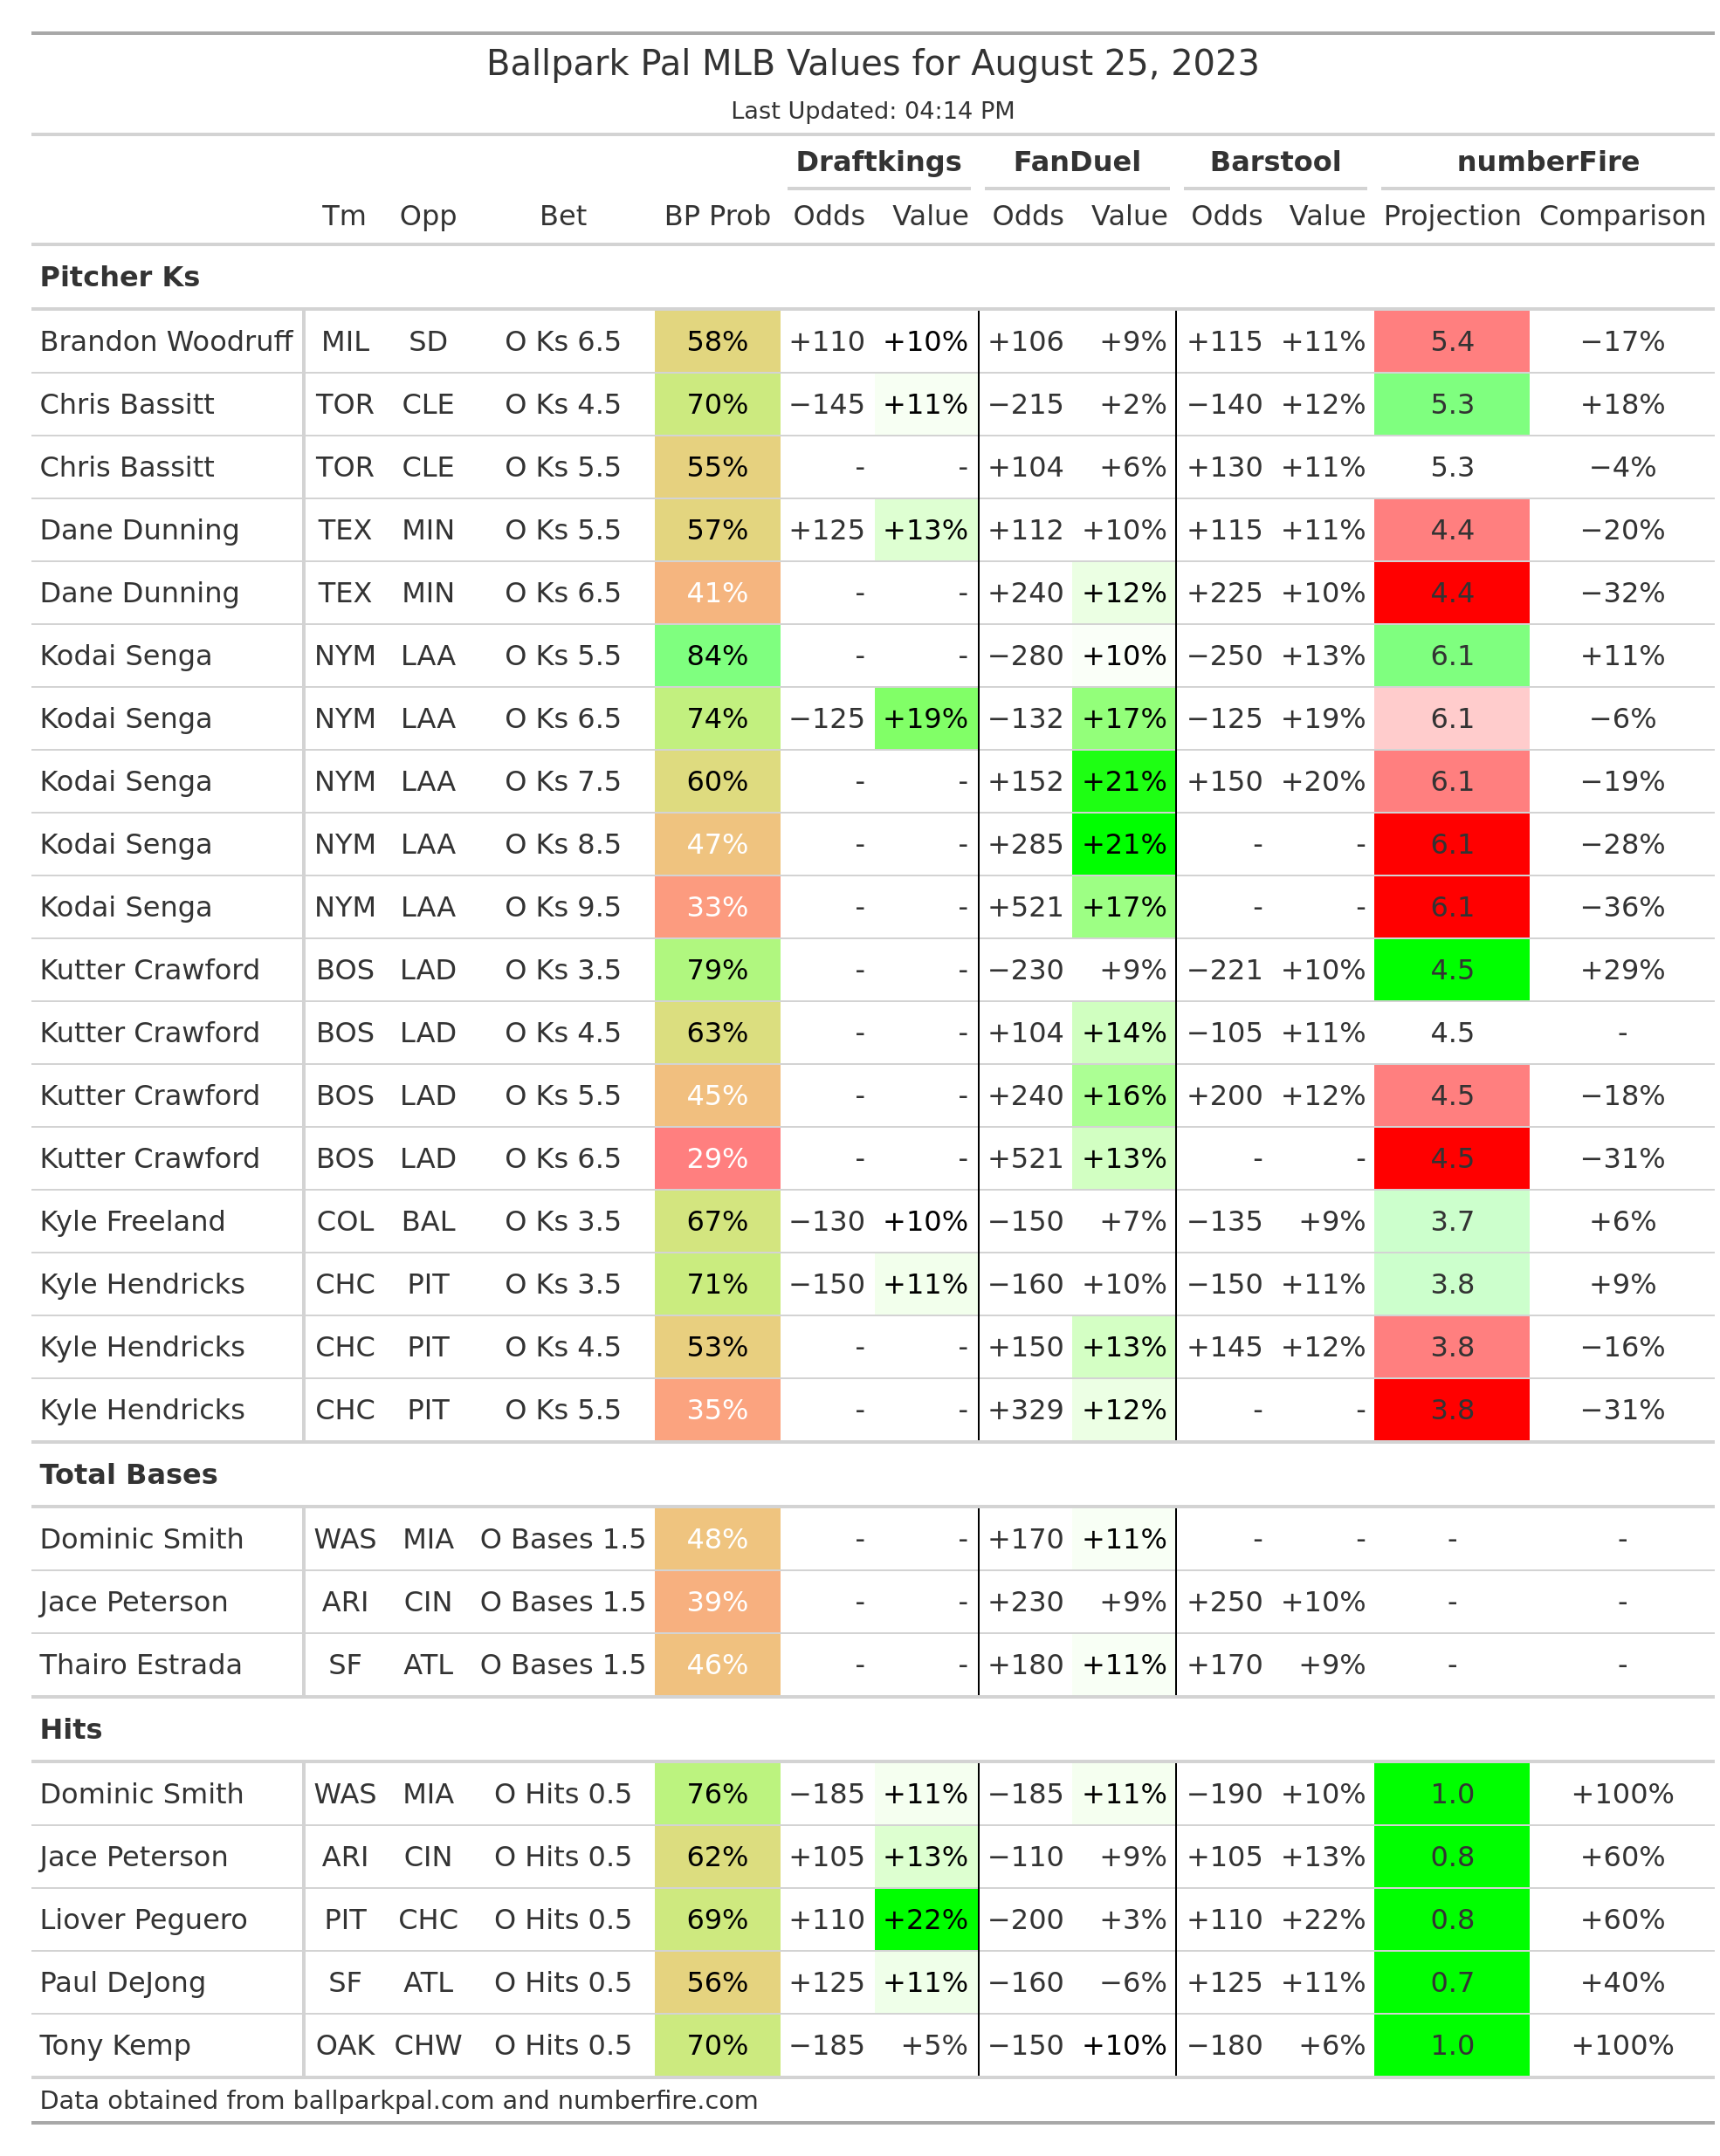 Ballpark Pal MLB Values for August 25, 2023
Last Updated: 04:14 PM
Draftkings FanDuel Barstool numberFire
Tm Opp Bet BP Prob Odds Value Odds Value Odds Value Projection Comparison
Pitcher Ks
Brandon Woodruff MIL SD O Ks 6.5 58% +110 +10% +106 +9% +115 +11% 5.4 −17%
Chris Bassitt TOR CLE O Ks 4.5 70% −145 +11% −215 +2% −140 +12% 5.3 +18%
Chris Bassitt TOR CLE O Ks 5.5 55% - - +104 +6% +130 +11% 5.3 −4%
Dane Dunning TEX MIN O Ks 5.5 57% +125 +13% +112 +10% +115 +11% 4.4 −20%
Dane Dunning TEX MIN O Ks 6.5 41% - - +240 +12% +225 +10% 4.4 −32%
Kodai Senga NYM LAA O Ks 5.5 84% - - −280 +10% −250 +13% 6.1 +11%
Kodai Senga NYM LAA O Ks 6.5 74% −125 +19% −132 +17% −125 +19% 6.1 −6%
Kodai Senga NYM LAA O Ks 7.5 60% - - +152 +21% +150 +20% 6.1 −19%
Kodai Senga NYM LAA O Ks 8.5 47% - - +285 +21% - - 6.1 −28%
Kodai Senga NYM LAA O Ks 9.5 33% - - +521 +17% - - 6.1 −36%
Kutter Crawford BOS LAD O Ks 3.5 79% - - −230 +9% −221 +10% 4.5 +29%
Kutter Crawford BOS LAD O Ks 4.5 63% - - +104 +14% −105 +11% 4.5 -
Kutter Crawford BOS LAD O Ks 5.5 45% - - +240 +16% +200 +12% 4.5 −18%
Kutter Crawford BOS LAD O Ks 6.5 29% - - +521 +13% - - 4.5 −31%
Kyle Freeland COL BAL O Ks 3.5 67% −130 +10% −150 +7% −135 +9% 3.7 +6%
Kyle Hendricks CHC PIT O Ks 3.5 71% −150 +11% −160 +10% −150 +11% 3.8 +9%
Kyle Hendricks CHC PIT O Ks 4.5 53% - - +150 +13% +145 +12% 3.8 −16%
Kyle Hendricks CHC PIT O Ks 5.5 35% - - +329 +12% - - 3.8 −31%
Total Bases
Dominic Smith WAS MIA O Bases 1.5 48% - - +170 +11% - - - -
Jace Peterson ARI CIN O Bases 1.5 39% - - +230 +9% +250 +10% - -
Thairo Estrada SF ATL O Bases 1.5 46% - - +180 +11% +170 +9% - -
Hits
Dominic Smith WAS MIA O Hits 0.5 76% −185 +11% −185 +11% −190 +10% 1.0 +100%
Jace Peterson ARI CIN O Hits 0.5 62% +105 +13% −110 +9% +105 +13% 0.8 +60%
Liover Peguero PIT CHC O Hits 0.5 69% +110 +22% −200 +3% +110 +22% 0.8 +60%
Paul DeJong SF ATL O Hits 0.5 56% +125 +11% −160 −6% +125 +11% 0.7 +40%
Tony Kemp OAK CHW O Hits 0.5 70% −185 +5% −150 +10% −180 +6% 1.0 +100%
Data obtained from ballparkpal.com and numberfire.com